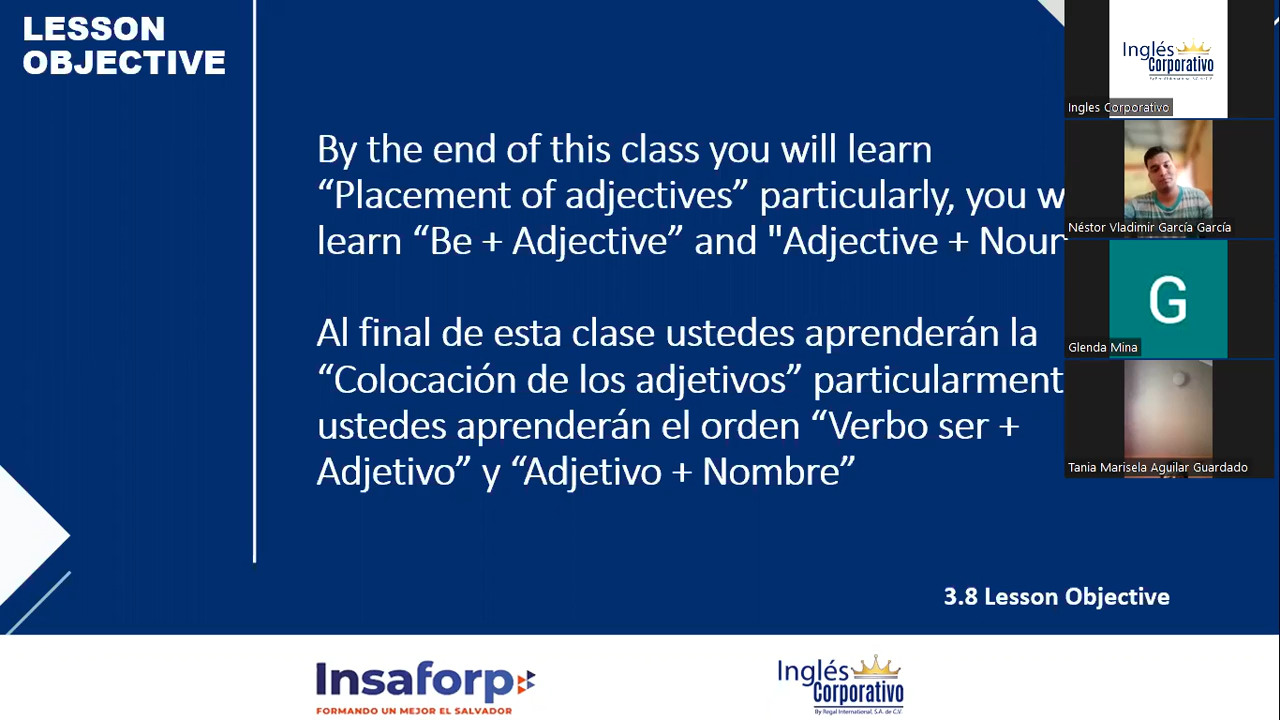 LESSON
OBJECTIVE
By the end of this class you will learn
“Placement of adjectives” particularly, you w
learn “Be + Adjective” and "Adjective + Nour
Al final de esta clase ustedes aprenderán la
“Colocación de los adjetivos” particularment
ustedes aprenderán el orden “Verbo ser +
Adjetivo” y “Adjetivo + Nombre”
3.8 Lesson Objective
Insaforp
FORMANDO UN MEJOR EL SALVADOR
Inglés
Corporativo
By Regal International, S.A. de C.V.
Inglés
Corporativo
Ingles Corporativo
Néstor Vladimir García García
G
Glenda Mina
Tania Marisela Aguilar Guardado